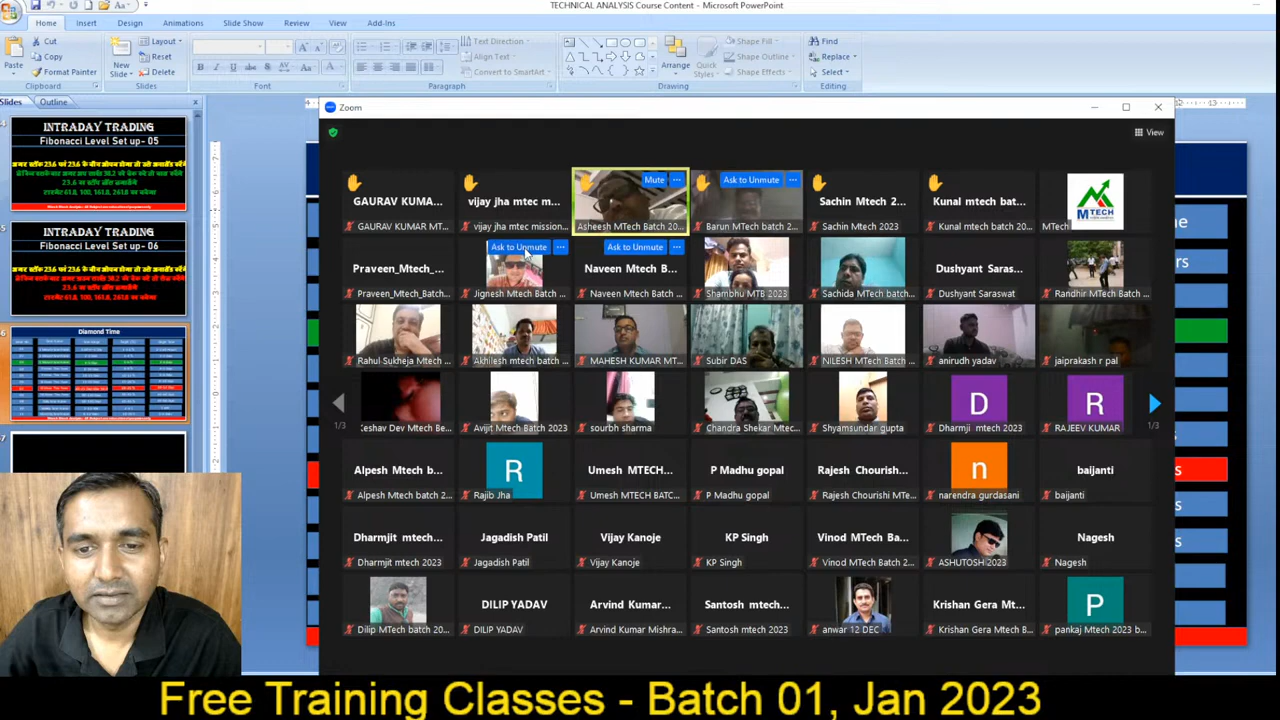 TECHNICAL ANALYSIS Course Content - Microsoft PowerPoint
Home Insert Design Animations Slide Show Review View Add-Ins
Paste
Cut
Copy
Format Painter
Clipboard
New Slide
Layout
Reset
Delete
Slides
Font
Text Direction
Align Text
Convert to SmartArt
Paragraph
Arrange
Quick Styles
Shape Fill
Shape Outline
Shape Effects
Drawing
Find
Replace
Select
Editing
Slides Outline
INTRADAY TRADING
Fibonacci Level Set up- 05
INTRADAY TRADING
Fibonacci Level Set up- 06
Diamond Time
Zoom
View
GAURAV KUMA...
GAURAV KUMAR MT...
vijay jha mtec m...
vijay jha mtec mission...
Mute
Asheesh MTech Batch 20...
Ask to Unmute
Barun MTech batch 2...
Sachin Mtech 2...
Sachin Mtech 2023
Kunal mtech bat...
Kunal mtech batch 2...
MTECH
MTech
Praveen_Mtech_...
Praveen_Mtech_Batch...
Ask to Unmute
Jignesh Mtech Batch ...
Ask to Unmute
Naveen Mtech B...
Naveen Mtech Batch ...
Shambhu MTB 2023
Sachida MTech batch...
Dushyant Saras...
Dushyant Saraswat
Randhir MTech Batch ...
Rahul Sukheja Mtech ...
Akhilesh mtech batch ...
MAHESH KUMAR MT...
Subir DAS
NILESH MTech Batch ...
anirudh yadav
jaiprakash r pal
1/3
Keshav Dev Mtech Be...
Avijit MTech Batch 2023
sourbh sharma
Chandra Shekar Mtec...
Shyamsundar gupta
D
Dharmji mtech 2023
R
RAJEEV KUMAR
1/3
Alpesh Mtech b...
Alpesh Mtech batch 2...
R
Rajib Jha
Umesh MTECH...
Umesh MTECH BATC...
P Madhu gopal
P Madhu gopal
Rajesh Chourish...
Rajesh Chourishi MTe...
n
narendra gurdasani
baijanti
baijanti
Dharmjit mtech...
Dharmjit mtech 2023
Jagadish Patil
Jagadish Patil
Vijay Kanoje
Vijay Kanoje
KP Singh
KP Singh
Vinod MTech Ba...
Vinod MTech Batch 2...
ASHUTOSH 2023
Nagesh
Nagesh
Dilip MTech batch 20...
DILIP YADAV
DILIP YADAV
Arvind Kumar...
Arvind Kumar Mishra...
Santosh mtech...
Santosh mtech 2023
anwar 12 DEC
Krishan Gera Mt...
Krishan Gera Mtech B...
P
pankaj Mtech 2023 b...
Free Training Classes - Batch 01, Jan 2023